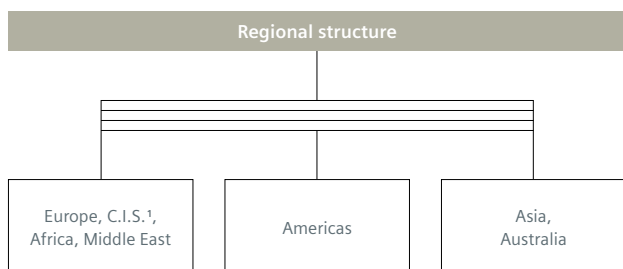 Regional structure
Europe, C.I.S.¹,
Africa, Middle East
Americas
Asia,
Australia